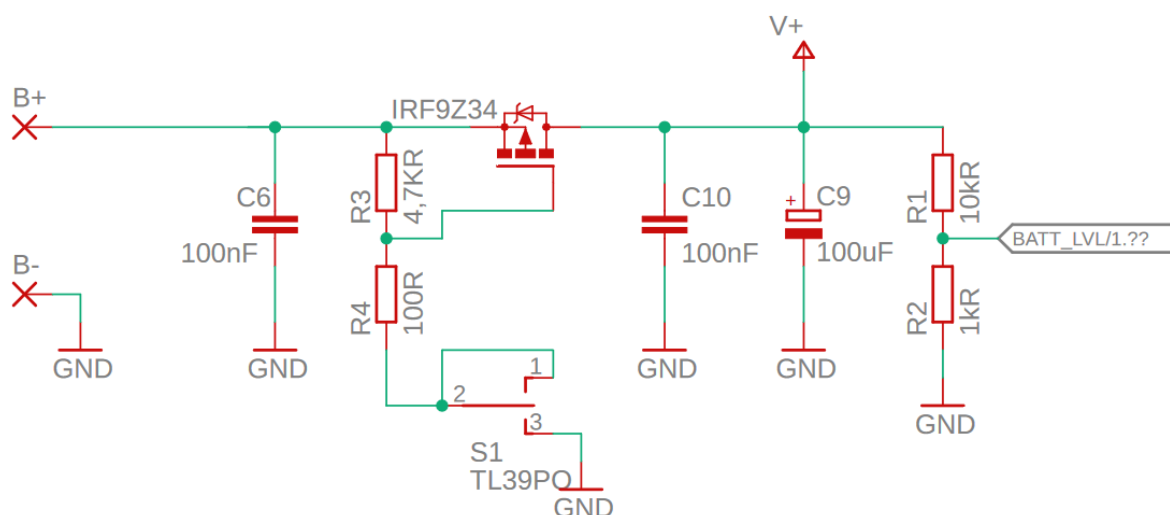 V+
B+
IRF9Z34
C6
100nF
R3
4,7KR
C10
100nF
+
C9
100uF
R1
10kR
BATT_LVL/1.??
B-
R4
100R
R2
1kR
GND
GND
GND
GND
GND
1
2
3
S1
TL39PO
GND